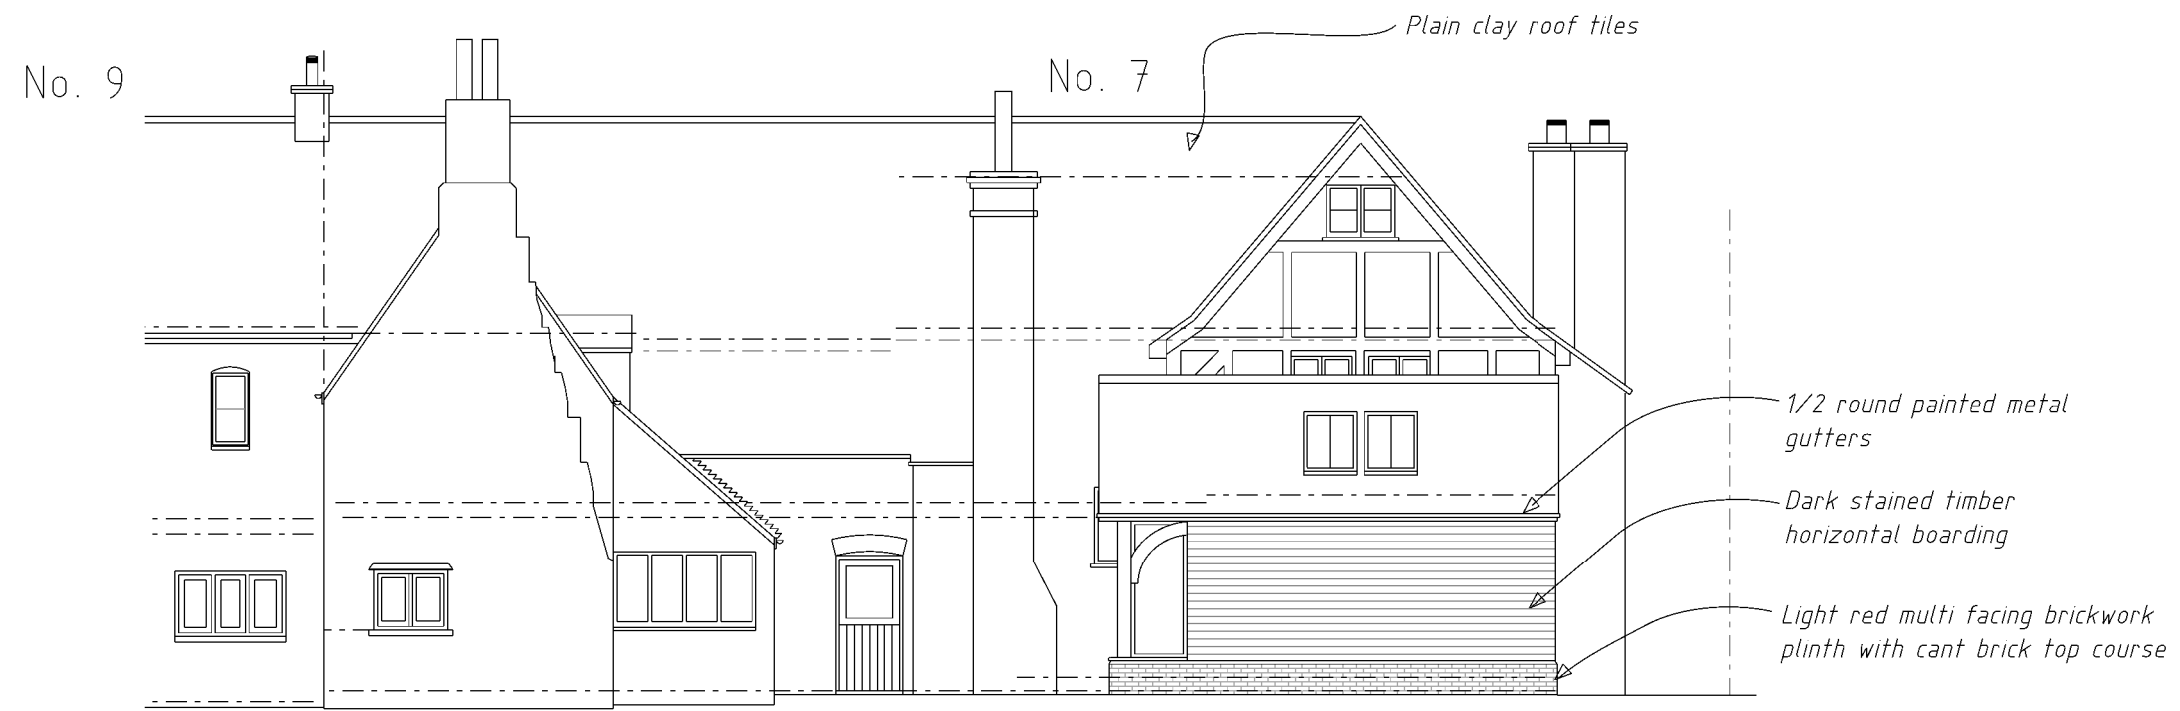 Plain clay roof tiles
No. 9
No. 7
1/2 round painted metal
gutters
Dark stained timber
horizontal boarding
Light red multi facing brickwork
plinth with cant brick top course